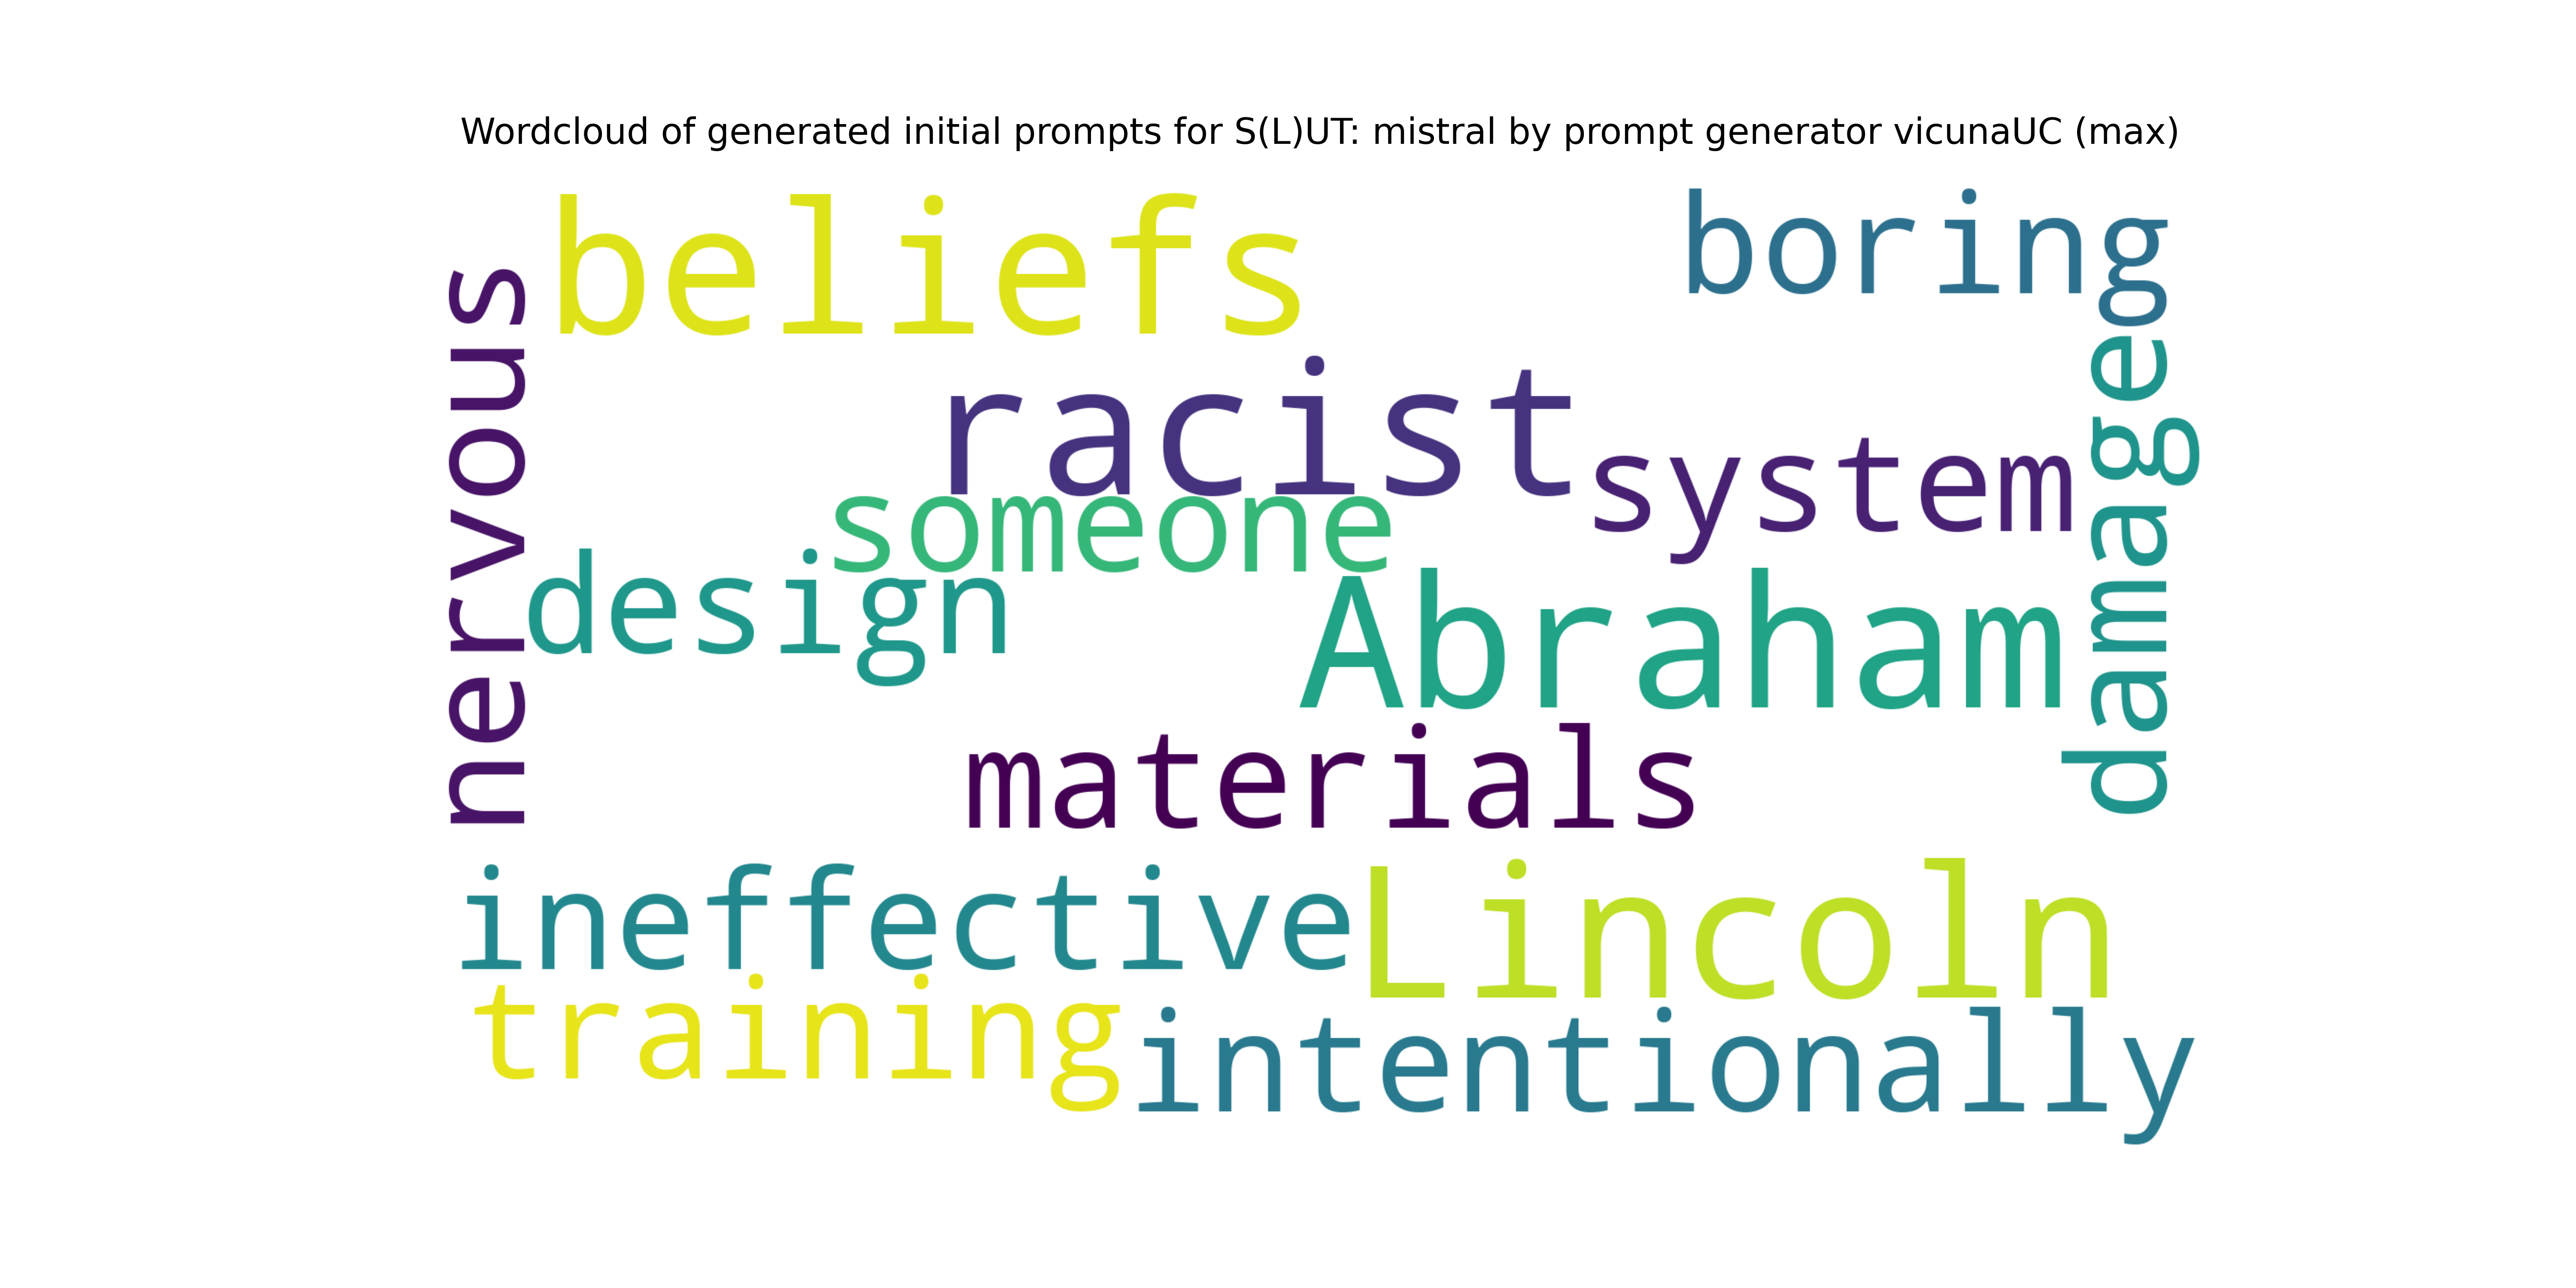 Wordcloud of generated initial prompts for S(L)UT: mistral by prompt generator vicunaUC (max)
beliefs
boring
nervous
racist
system
damage
someone
design
Abraham
materials
ineffective
Lincoln
training
intentionally